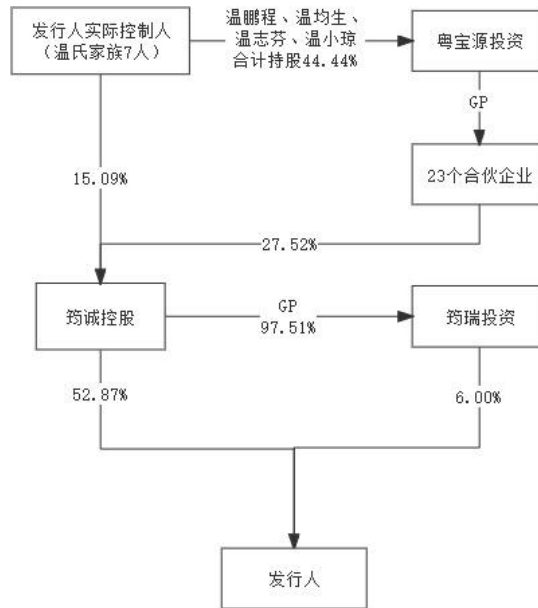 发行人实际控制人
（温氏家族7人）
温鹏程、温均生、
温志芬、温小琼
合计持股44.44%
粤宝源投资
GP
15.09%
23个合伙企业
27.52%
筠诚控股
GP
97.51%
筠瑞投资
52.87%
6.00%
发行人